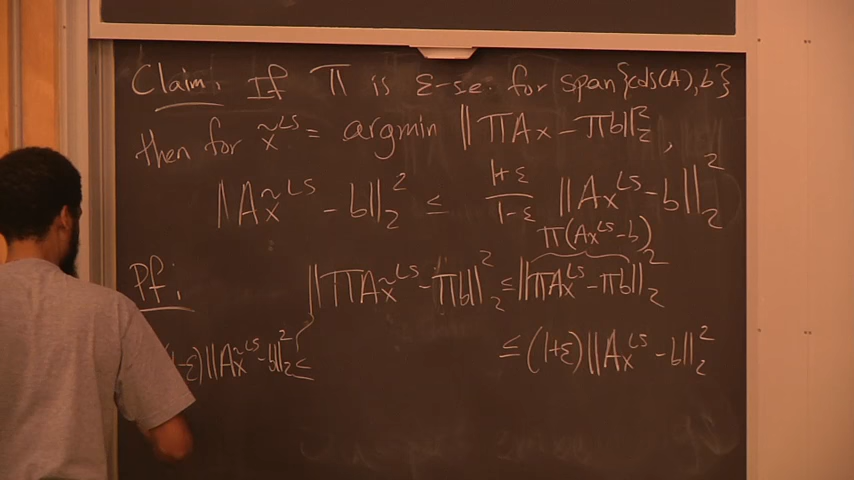 Claim: If Π is ε-s.e. for span{cols(A), b}
then for x̃^LS = argmin ||ΠAx - Πb||₂²,
||Ax̃^LS - b||₂² ≤ (1+ε)/(1-ε) ||Ax^LS - b||₂²
Π(Ax^LS - b)
Pf: ||ΠAx̃^LS - Πb||₂² ≤ ||ΠAx^LS - Πb||₂²
-ε)||Ax̃^LS - b||₂² ≤ ≤ (1+ε)||Ax^LS - b||₂²